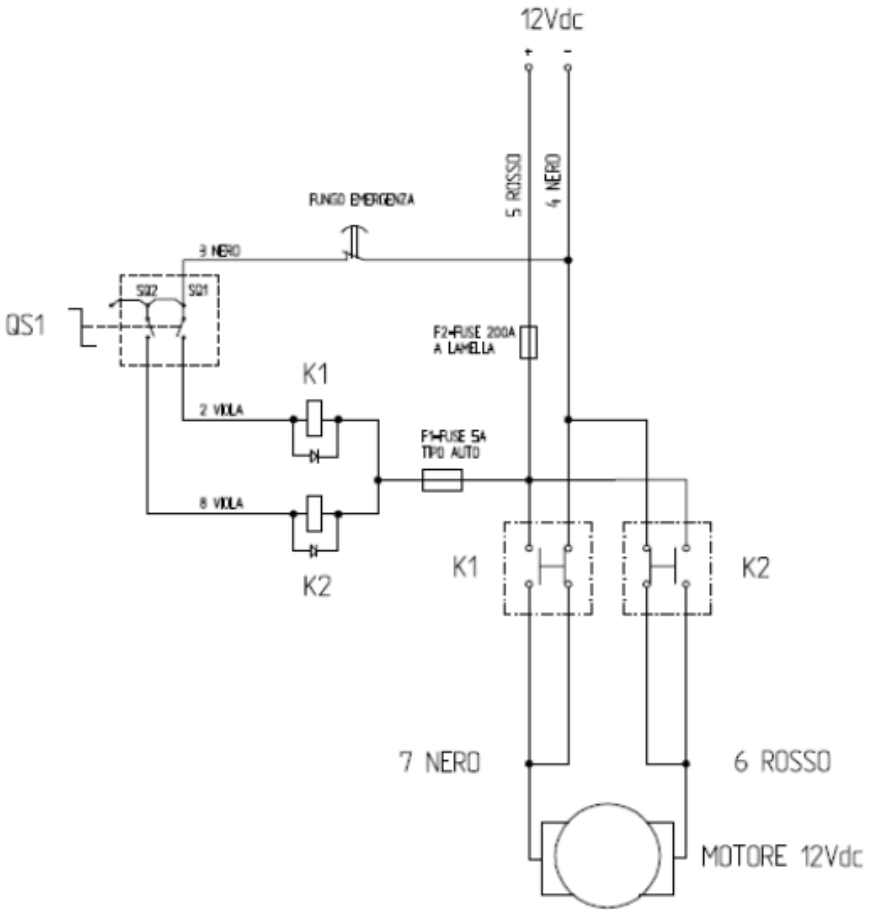 12Vdc
+ -
5 ROSSO
4 NERO
FUNGO EMERGENZA
3 NERO
SQ2 SQ1
QS1
F2-FUSE 200A
A LAMELLA
K1
2 VIOLA
F1-FUSE 5A
TIPO AUTO
8 VIOLA
K2
K1
K2
7 NERO
6 ROSSO
MOTORE 12Vdc